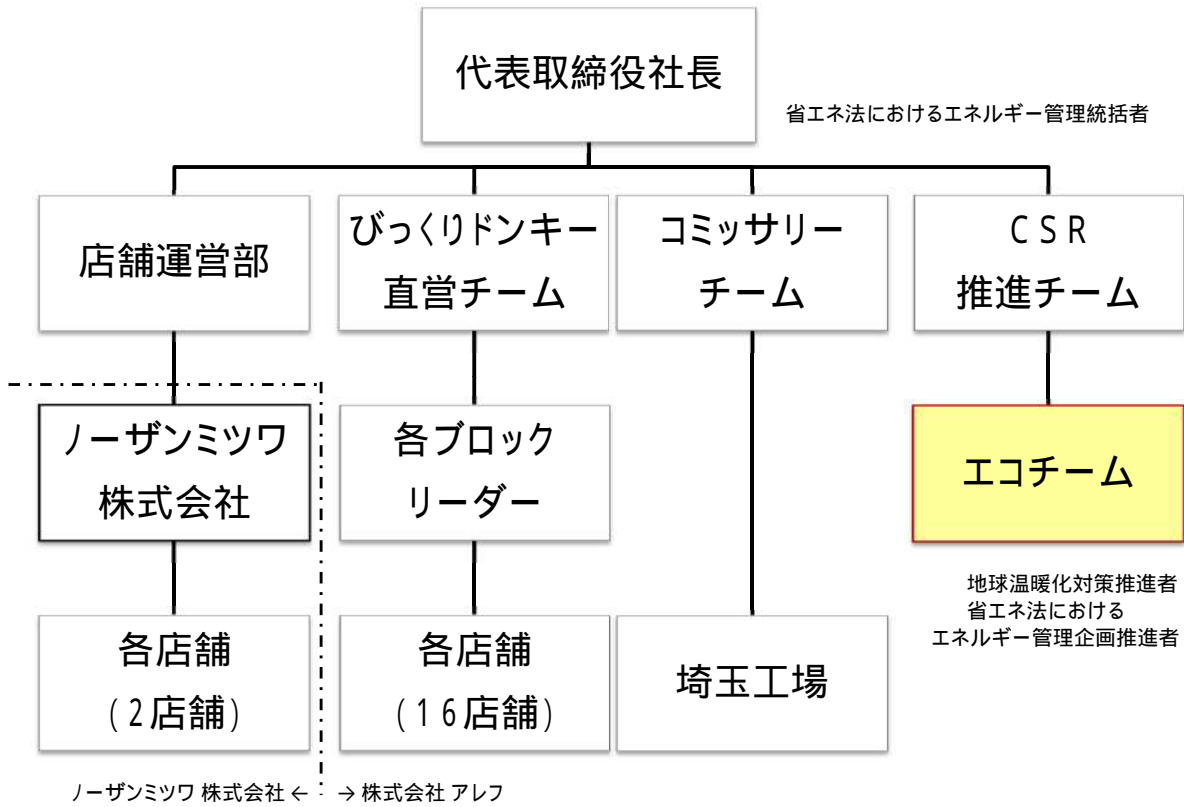 代表取締役社長
省エネ法におけるエネルギー管理統括者
店舗運営部
びっくりドンキー
直営チーム
コミッサリー
チーム
CSR
推進チーム
ノーザンミツワ
株式会社
各ブロック
リーダー
エコチーム
地球温暖化対策推進者
省エネ法における
エネルギー管理企画推進者
各店舗
(2店舗)
各店舗
(16店舗)
埼玉工場
ノーザンミツワ 株式会社 ← → 株式会社 アレフ